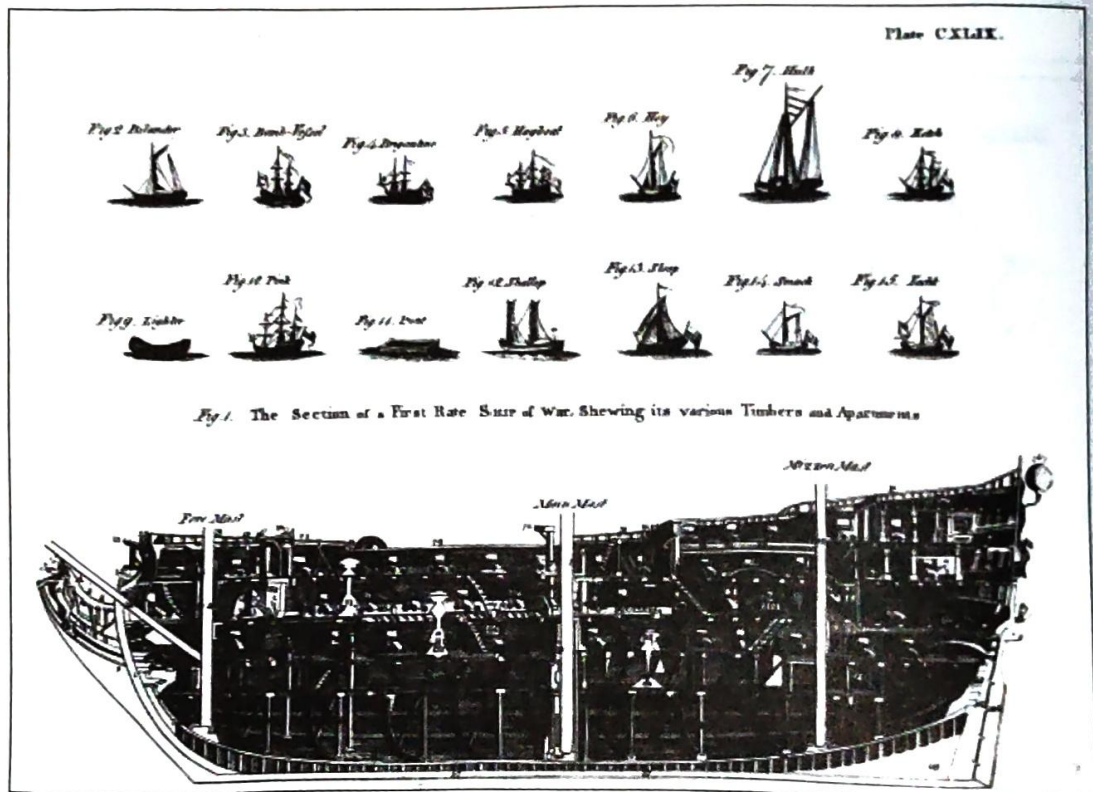 Plate CXLIX.
Fig 2. Bilander
Fig 3. Bomb-Vessel
Fig. 4. Brigantine
Fig. 5 Hagboat
Fig 6. Hoy
Fig 7. Hulk
Fig 8. Ketch
Fig 9. Lighter
Fig. 10. Pink
Fig. 11. Punt
Fig. 12. Shallop
Fig. 13. Sloop
Fig. 14. Smack
Fig. 15. Yacht
Fig. 1. The Section of a First Rate Ship of War, Shewing its various Timbers and Apartments
Fore Mast
Main Mast
Mizzen Mast